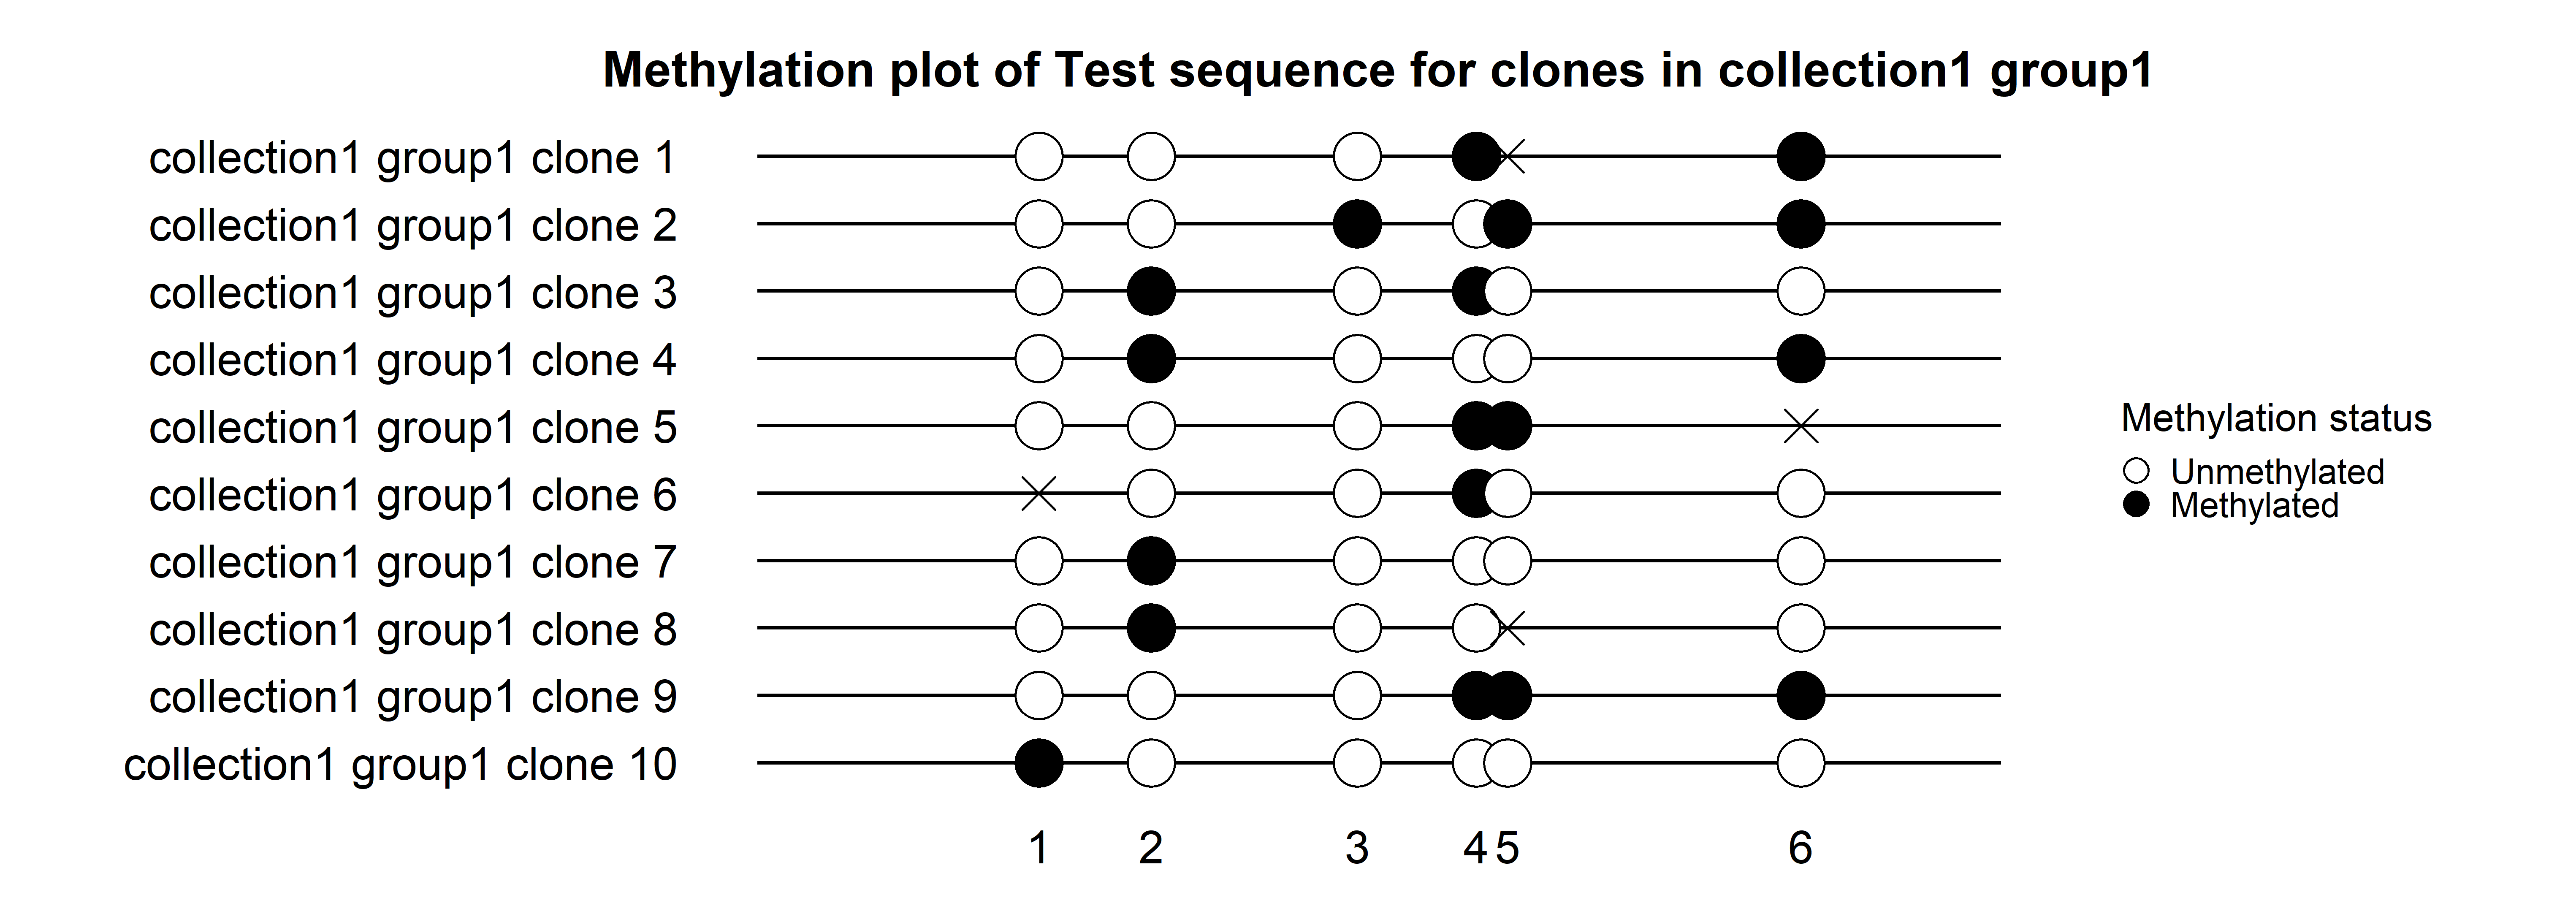 Methylation plot of Test sequence for clones in collection1 group1
collection1 group1 clone 1
collection1 group1 clone 2
collection1 group1 clone 3
collection1 group1 clone 4
collection1 group1 clone 5
collection1 group1 clone 6
collection1 group1 clone 7
collection1 group1 clone 8
collection1 group1 clone 9
collection1 group1 clone 10
1 2 3 4 5 6
Methylation status
Unmethylated
Methylated